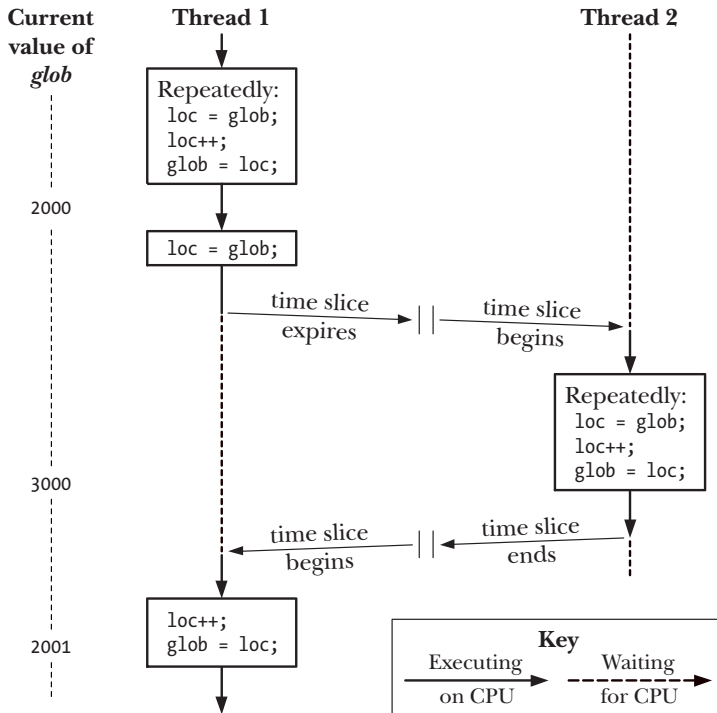 Current
value of
glob
Thread 1
Thread 2
Repeatedly:
loc = glob;
loc++;
glob = loc;
2000
loc = glob;
time slice
expires
time slice
begins
Repeatedly:
loc = glob;
loc++;
glob = loc;
3000
time slice
begins
time slice
ends
loc++;
glob = loc;
2001
Key
Executing
on CPU
Waiting
for CPU